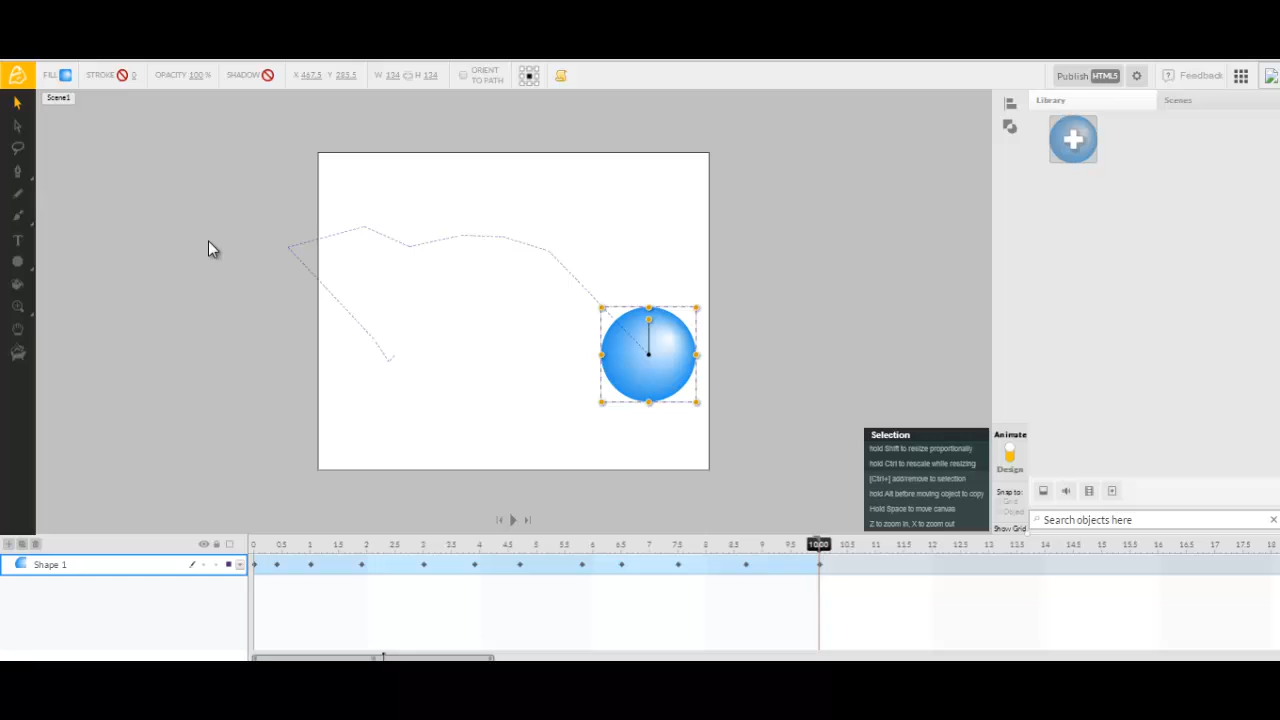 FILL STROKE 0 OPACITY 100 % SHADOW X 467.5 Y 285.5 W 134 H 134 ORIENT TO PATH Publish HTML5 Feedback
Scene1
Library Scenes
Selection
hold Shift to resize proportionally
hold Ctrl to rescale while resizing
[Ctrl+] add/remove to selection
hold Alt before moving object to copy
Hold Space to move canvas
Z to zoom in, X to zoom out
Animate
Design
Snap to:
Grid
Object
Show Grid
Search objects here
0 0.5 1 1.5 2 2.5 3 3.5 4 4.5 5 5.5 6 6.5 7 7.5 8 8.5 9 9.5 10.00 10.5 11 11.5 12 12.5 13 13.5 14 14.5 15 15.5 16 16.5 17 17.5 18
Shape 1